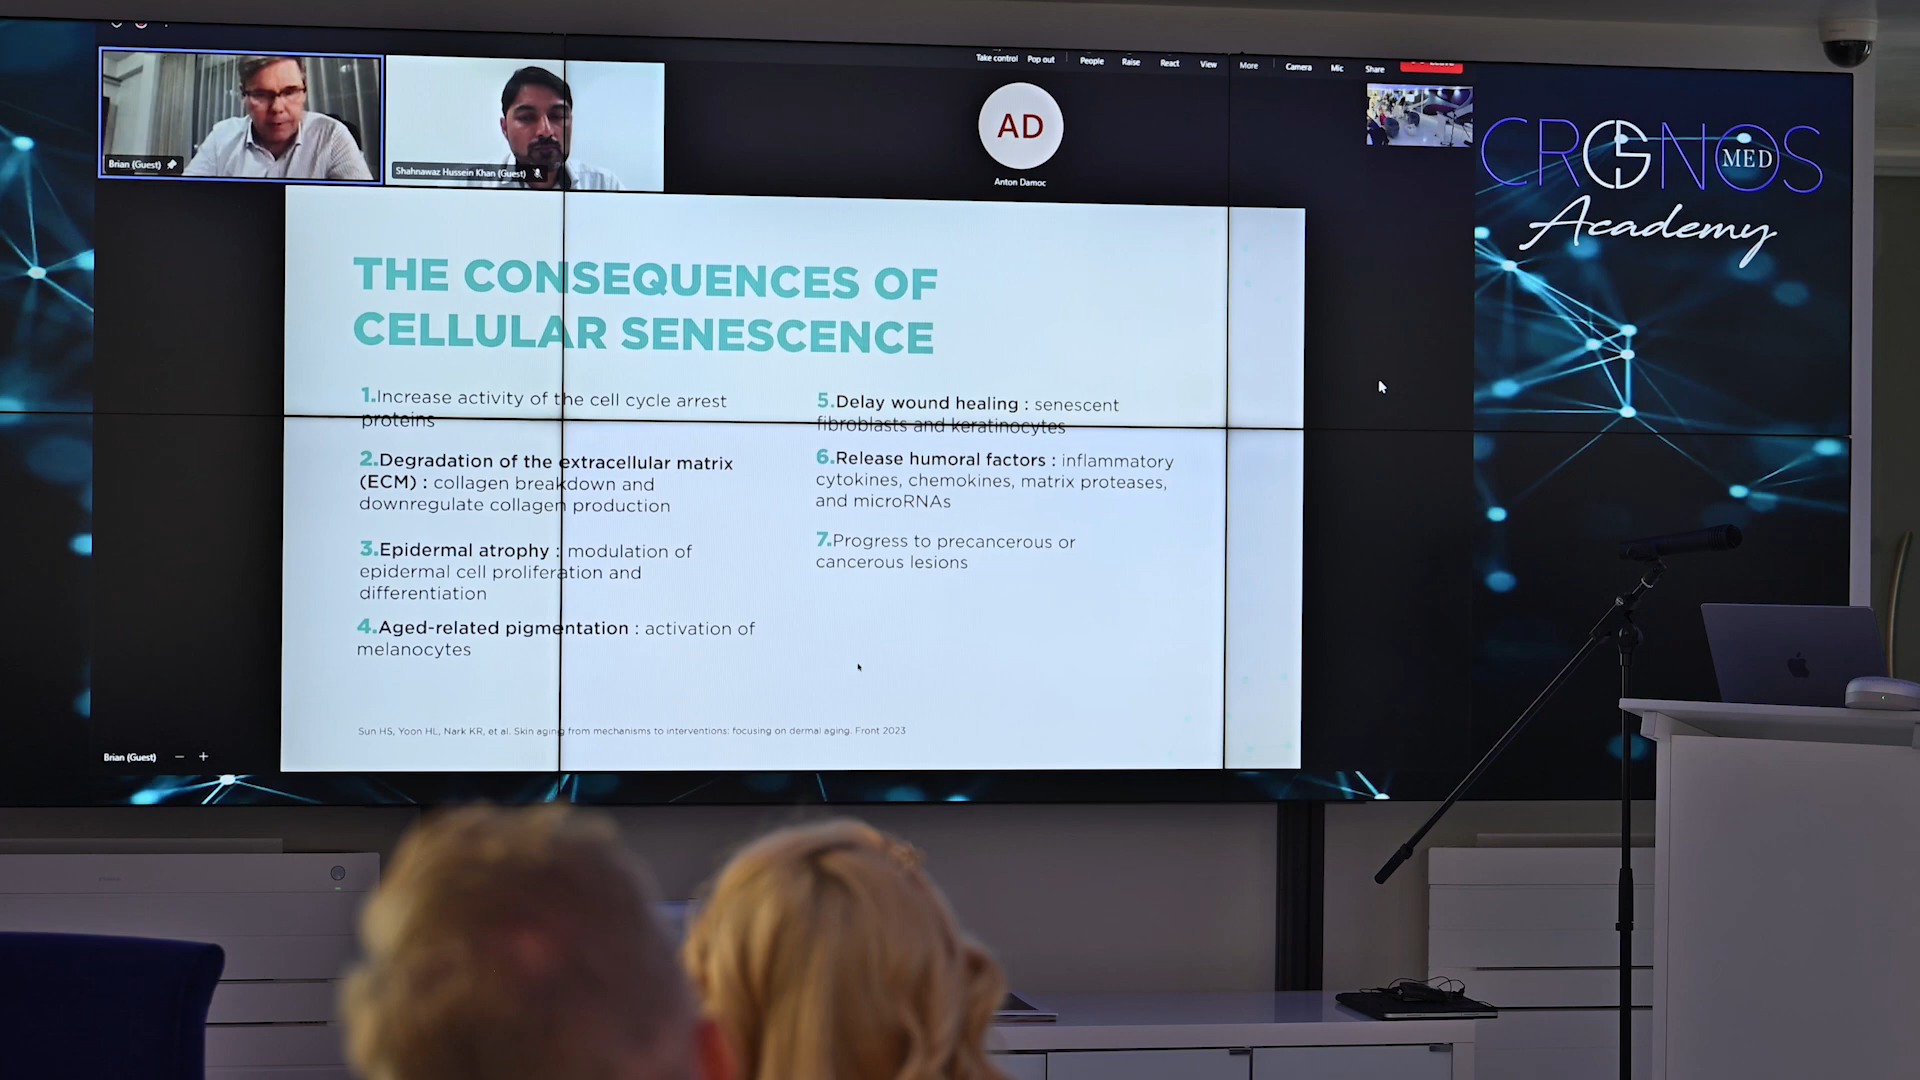 Take control Pop out People Raise React View More Camera Mic Share
Brian (Guest)
Shahnawaz Hussein Khan (Guest)
AD
Anton Damoc
CRONOS
MED
Academy
THE CONSEQUENCES OF
CELLULAR SENESCENCE
1.Increase activity of the cell cycle arrest
proteins
2.Degradation of the extracellular matrix
(ECM) : collagen breakdown and
downregulate collagen production
3.Epidermal atrophy : modulation of
epidermal cell proliferation and
differentiation
4.Aged-related pigmentation : activation of
melanocytes
5.Delay wound healing : senescent
fibroblasts and keratinocytes
6.Release humoral factors : inflammatory
cytokines, chemokines, matrix proteases,
and microRNAs
7.Progress to precancerous or
cancerous lesions
Sun HS, Yoon HL, Nark KR, et al. Skin aging from mechanisms to interventions: focusing on dermal aging. Front 2023
Brian (Guest)